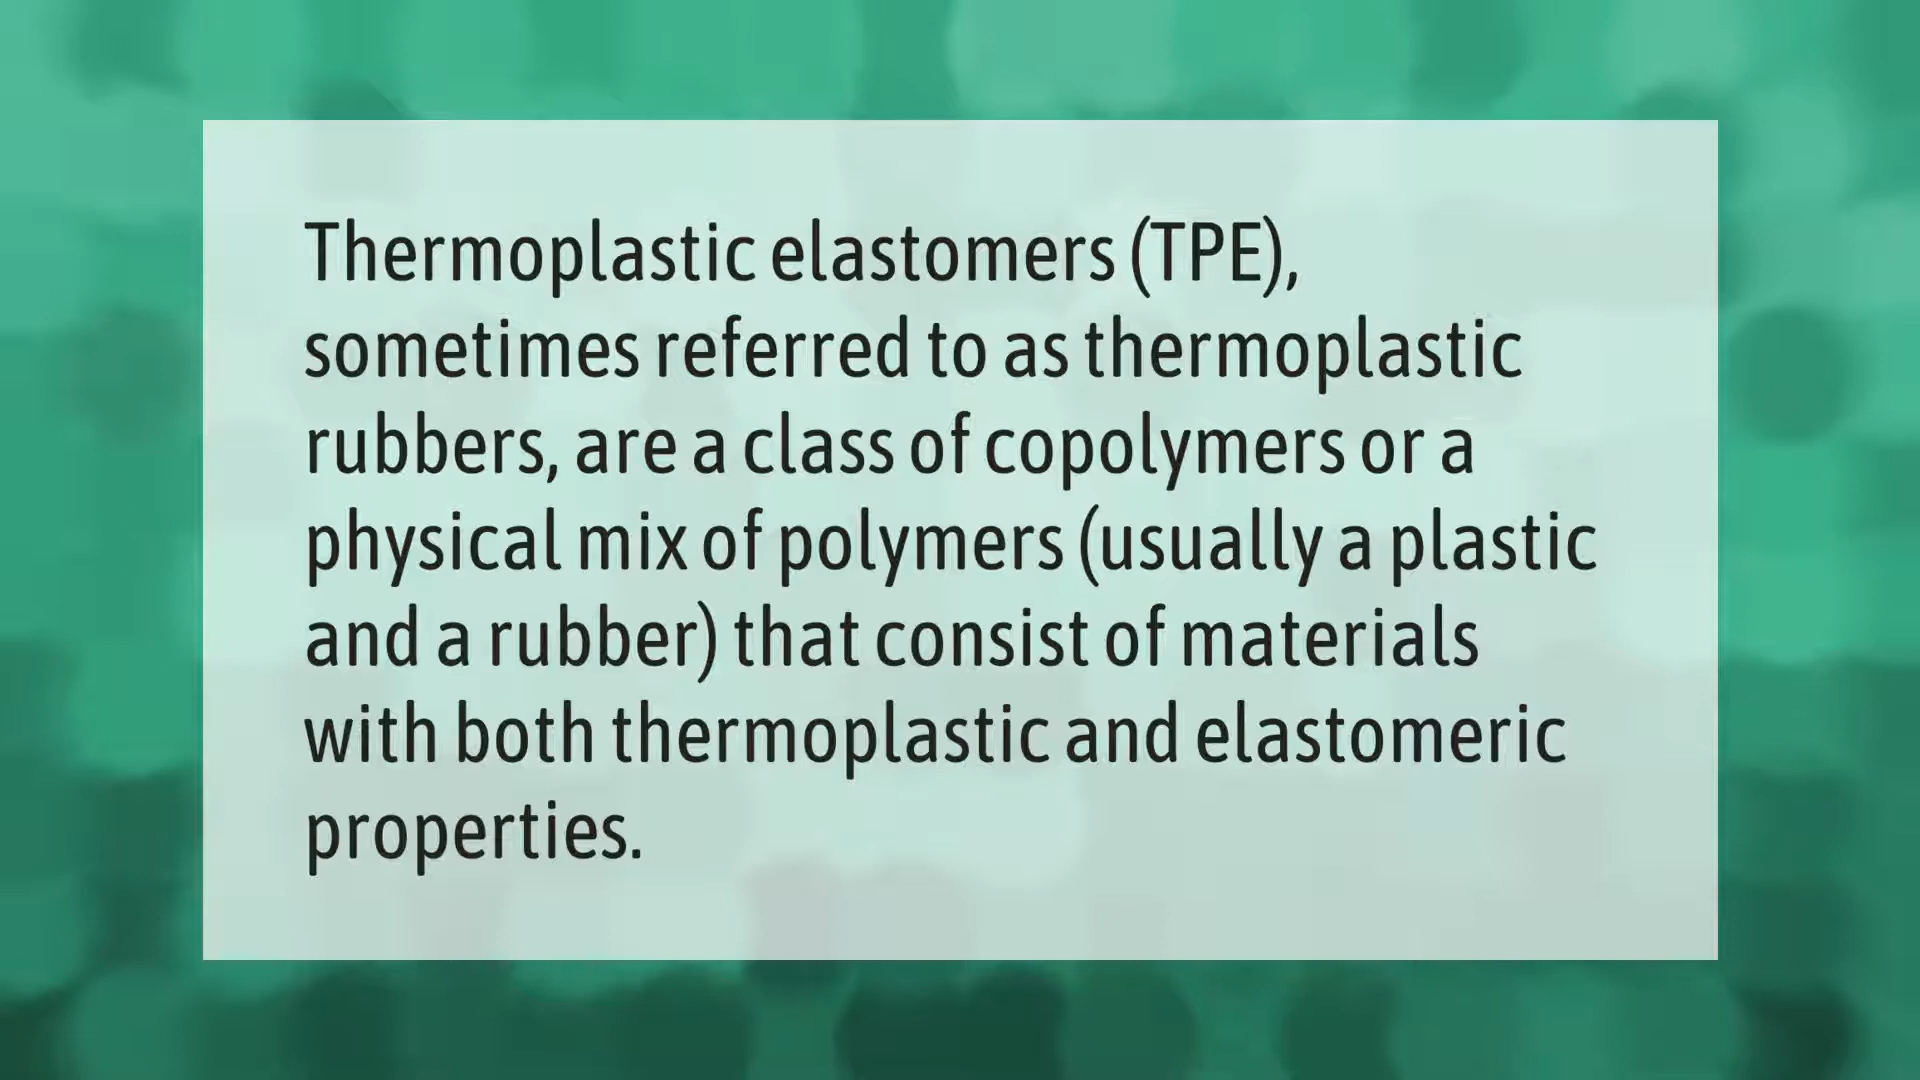 Thermoplastic elastomers (TPE),
sometimes referred to as thermoplastic
rubbers, are a class of copolymers or a
physical mix of polymers (usually a plastic
and a rubber) that consist of materials
with both thermoplastic and elastomeric
properties.